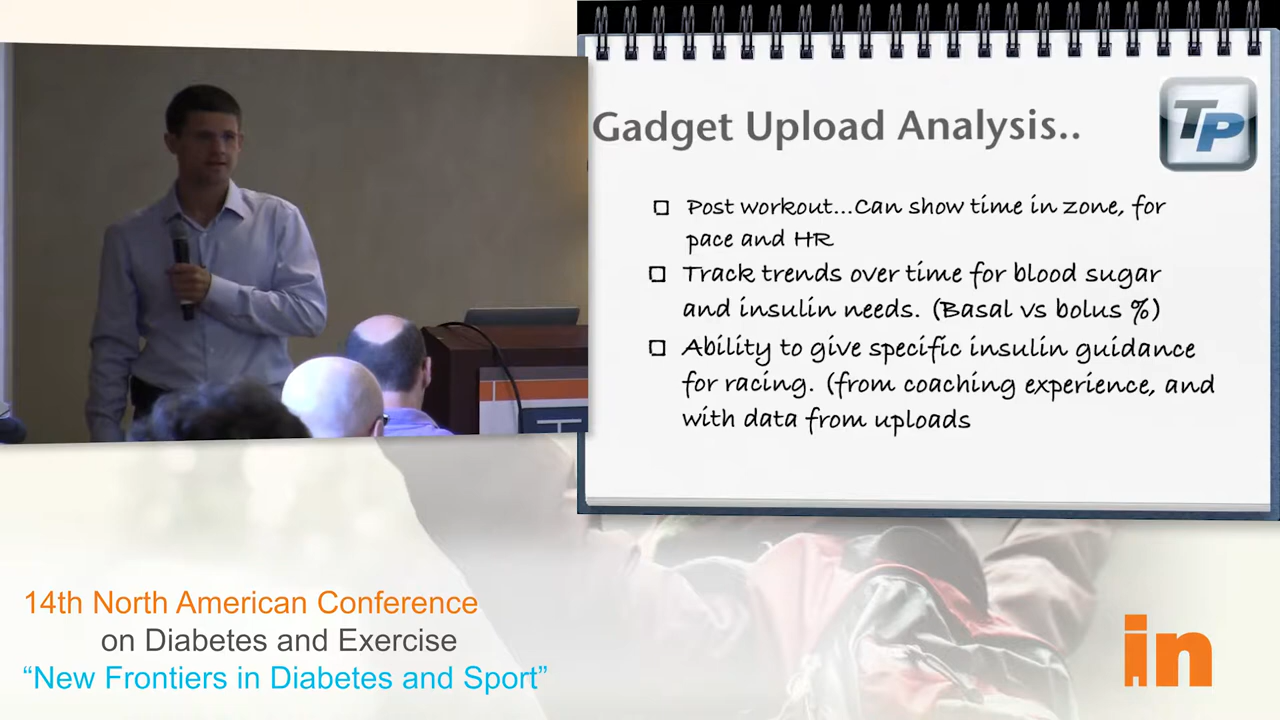 Gadget Upload Analysis..
TP
Post workout...Can show time in zone, for
pace and HR
Track trends over time for blood sugar
and insulin needs. (Basal vs bolus %)
Ability to give specific insulin guidance
for racing. (from coaching experience, and
with data from uploads
14th North American Conference
on Diabetes and Exercise
“New Frontiers in Diabetes and Sport”
in